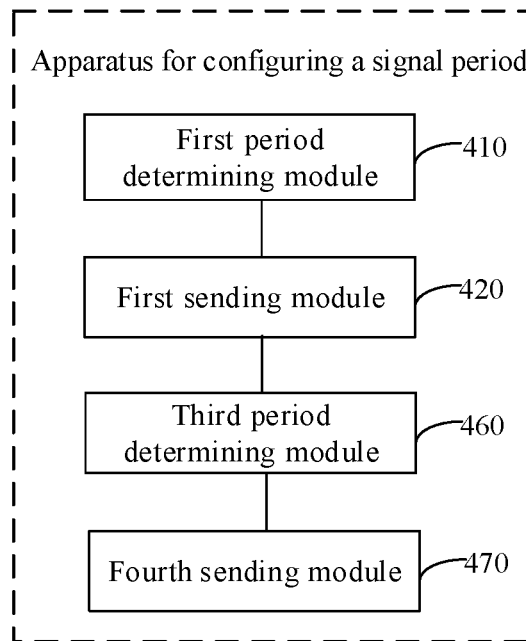 Apparatus for configuring a signal period
First period
determining module
410
First sending module
420
Third period
determining module
460
Fourth sending module
470